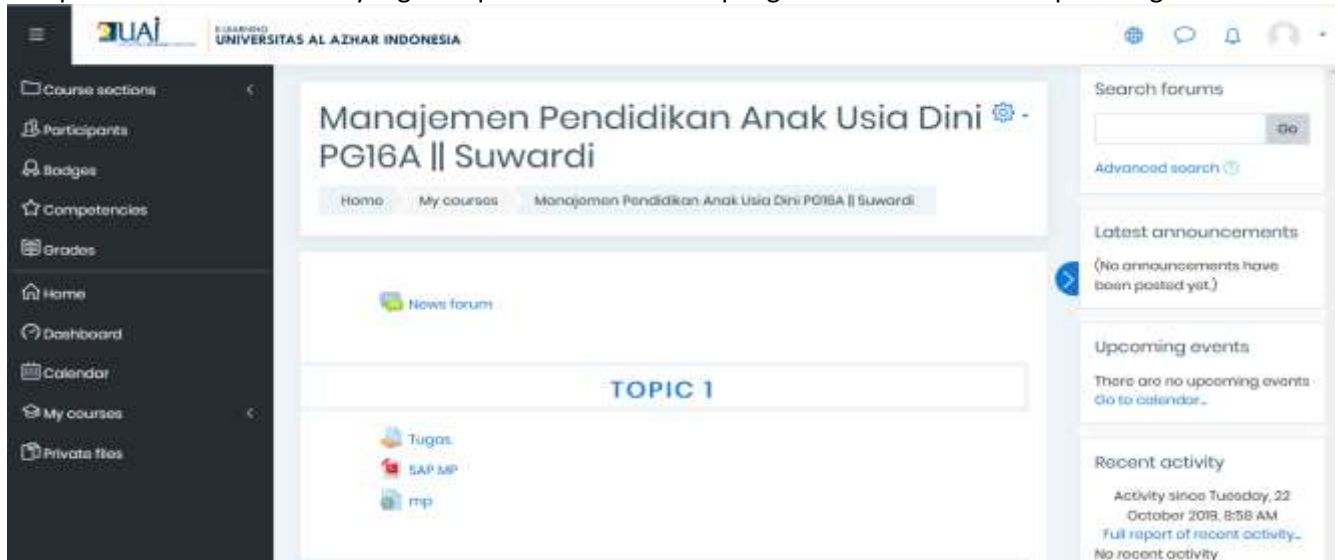 UAI
E-LEARNING
UNIVERSITAS AL AZHAR INDONESIA
Course sections
Participants
Badges
Competencies
Grades
Home
Dashboard
Calendar
My courses
Private files
Manajemen Pendidikan Anak Usia Dini
PG16A || Suwardi
Home My courses Manajemen Pendidikan Anak Usia Dini PG16A || Suwardi
News forum
TOPIC 1
Tugas
SAP MP
mp
Search forums
Go
Advanced search
Latest announcements
(No announcements have
been posted yet.)
Upcoming events
There are no upcoming events
Go to calendar...
Recent activity
Activity since Tuesday, 22
October 2019, 8:58 AM
Full report of recent activity...
No recent activity